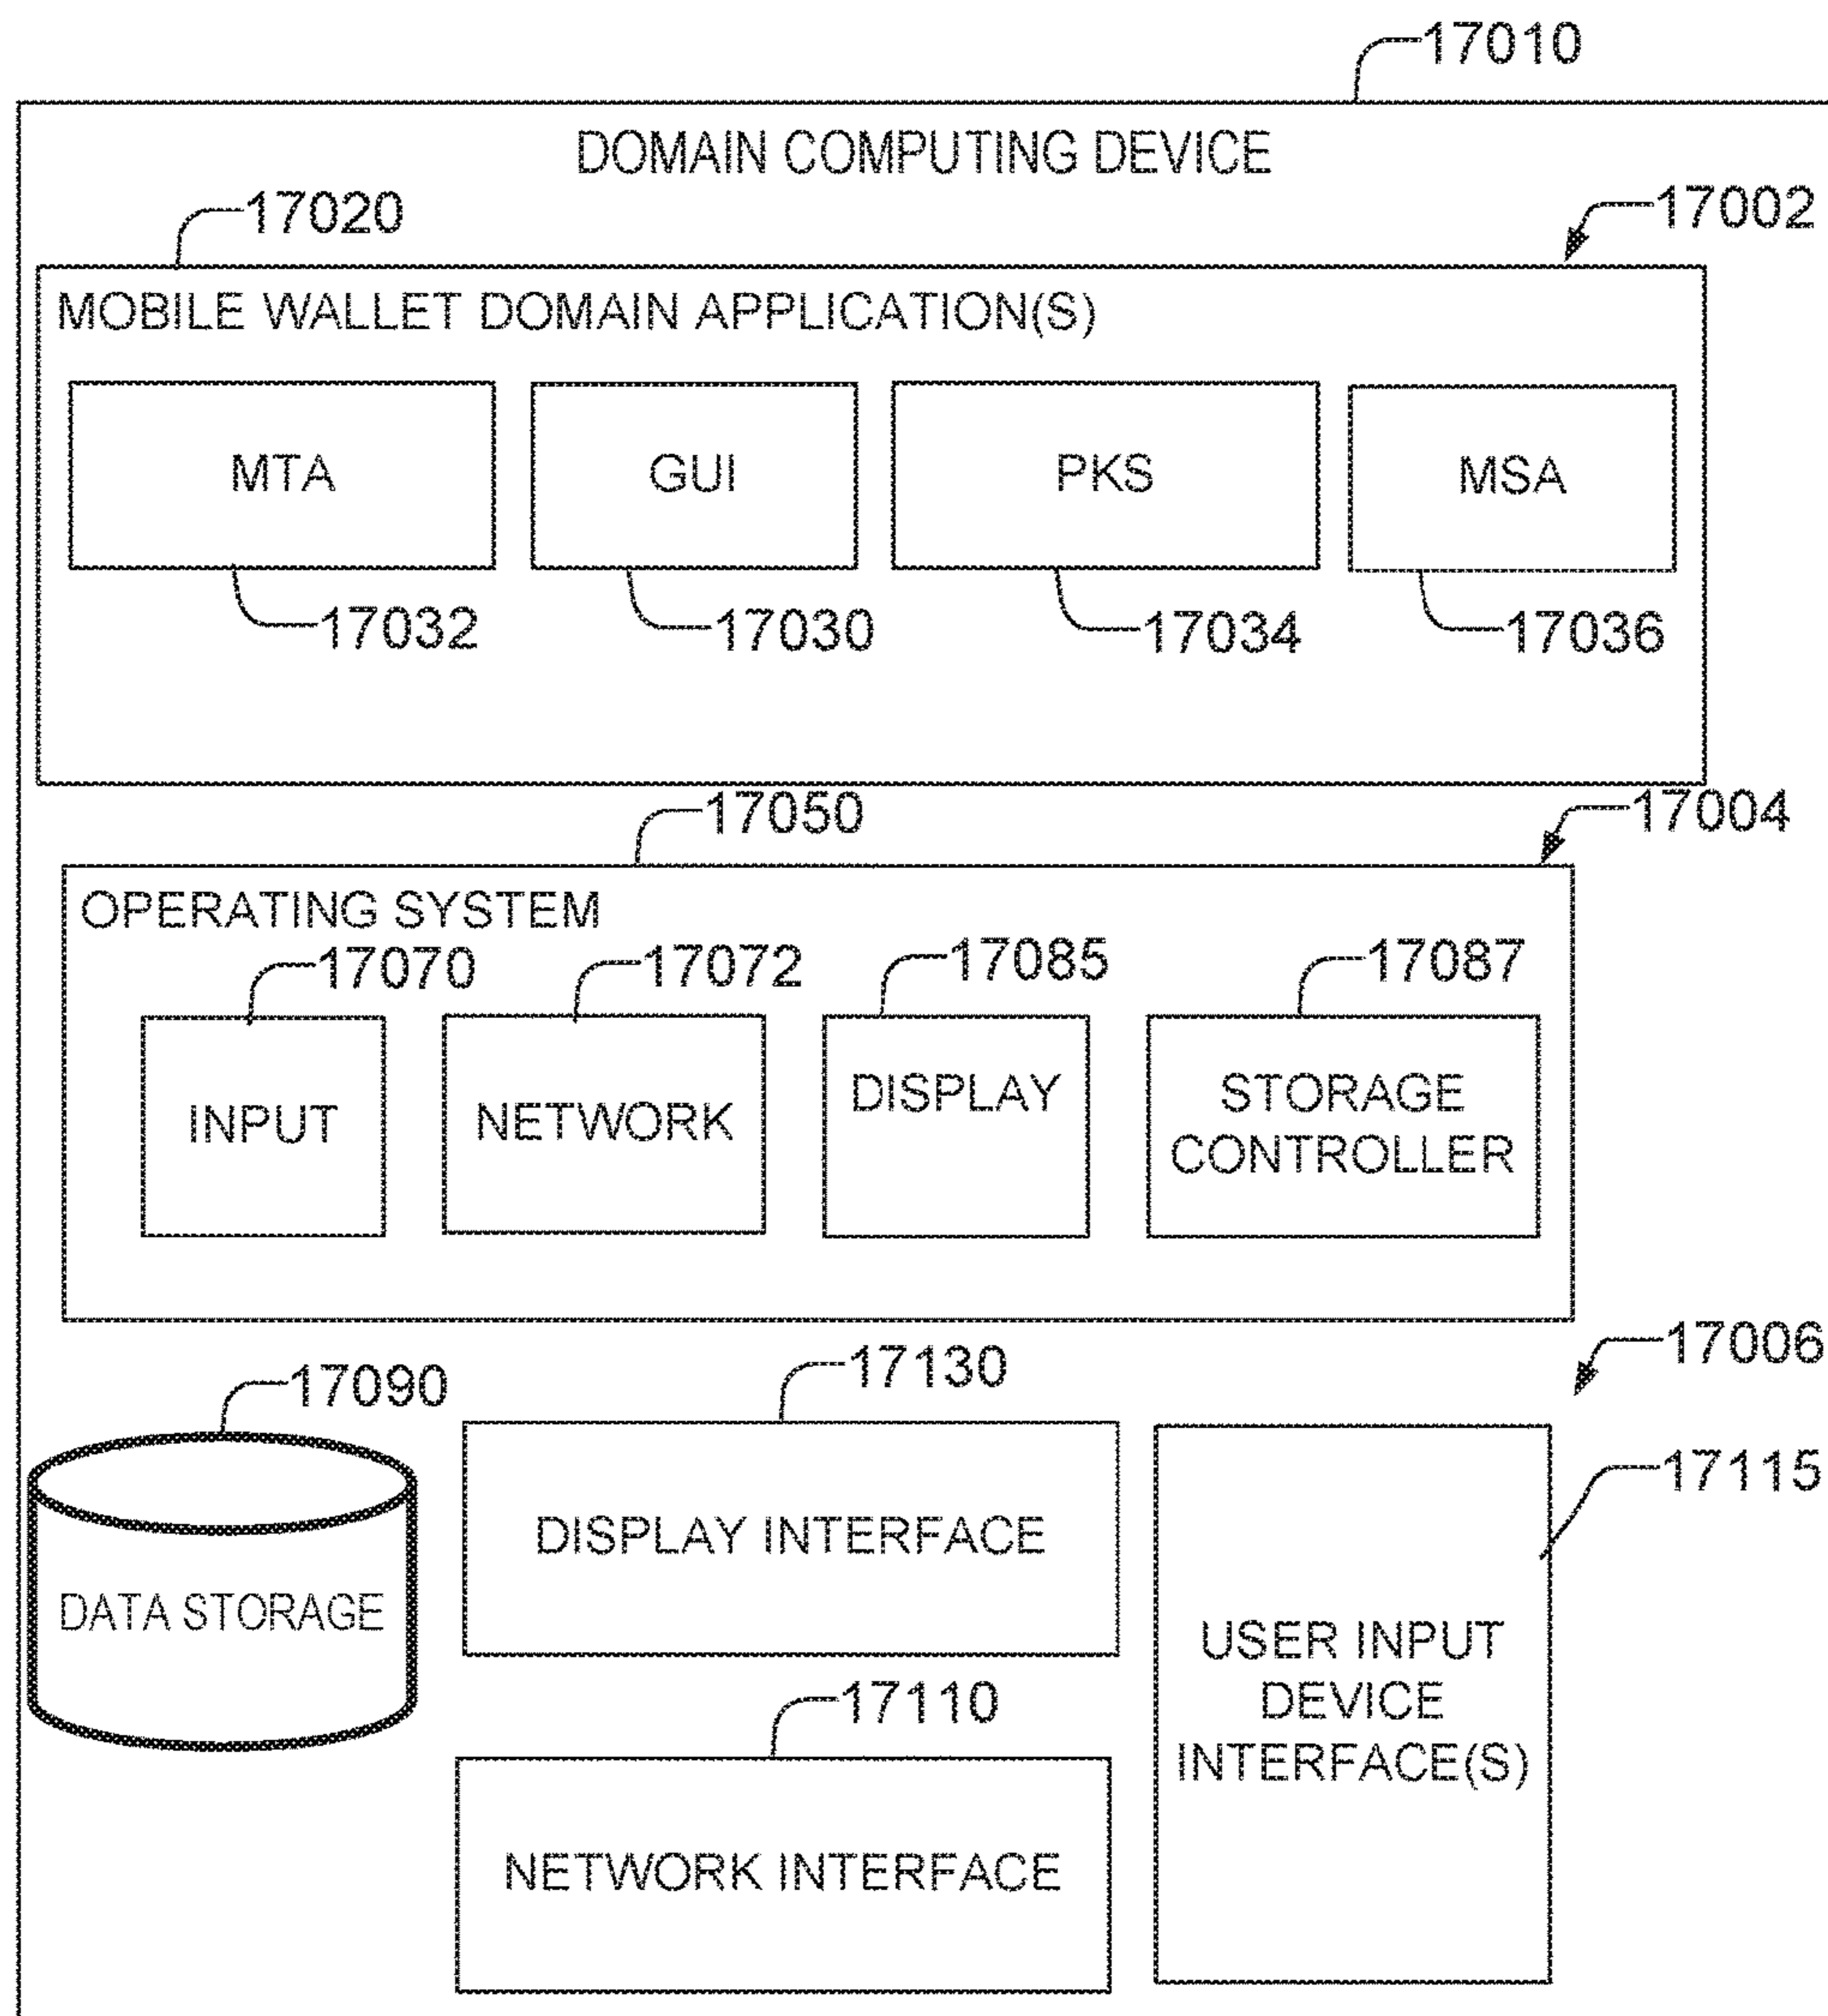 17010
DOMAIN COMPUTING DEVICE
17020
17002
MOBILE WALLET DOMAIN APPLICATION(S)
MTA
GUI
PKS
MSA
17032
17030
17034
17036
17050
17004
OPERATING SYSTEM
17070
17072
17085
17087
INPUT
NETWORK
DISPLAY
STORAGE
CONTROLLER
17006
17090
17130
17115
DATA STORAGE
DISPLAY INTERFACE
USER INPUT
DEVICE
INTERFACE(S)
17110
NETWORK INTERFACE